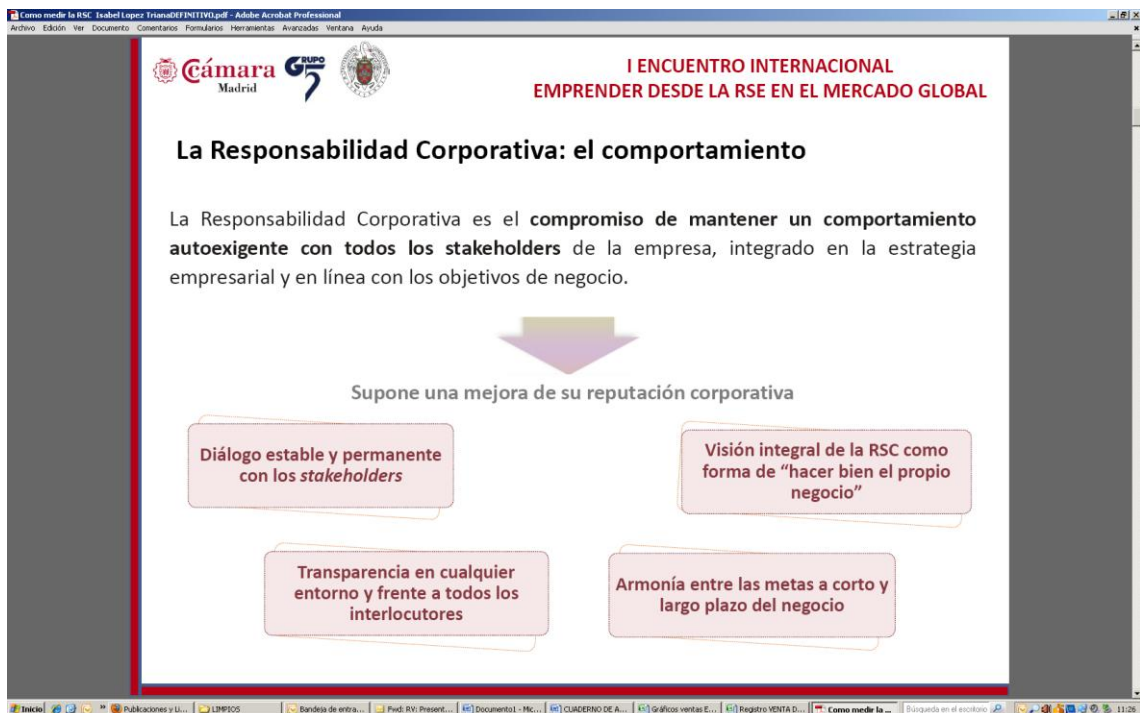 Como medir la RSC Isabel Lopez TrianaDEFINITIVO.pdf - Adobe Acrobat Professional
Archivo Edición Ver Documento Comentarios Formularios Herramientas Avanzadas Ventana Ayuda
Cámara
Madrid
GRUPO
G5
I ENCUENTRO INTERNACIONAL
EMPRENDER DESDE LA RSE EN EL MERCADO GLOBAL
La Responsabilidad Corporativa: el comportamiento
La Responsabilidad Corporativa es el compromiso de mantener un comportamiento
autoexigente con todos los stakeholders de la empresa, integrado en la estrategia
empresarial y en línea con los objetivos de negocio.
Supone una mejora de su reputación corporativa
Diálogo estable y permanente
con los stakeholders
Visión integral de la RSC como
forma de “hacer bien el propio
negocio”
Transparencia en cualquier
entorno y frente a todos los
interlocutores
Armonía entre las metas a corto y
largo plazo del negocio
Inicio » Publicaciones y Li... LIMPIOS Bandeja de entra... Fwd: RV: Present... Documento1 - Mic... CUADERNO DE A... Gráficos ventas E... Registro VENTA D... Como medir la ... Búsqueda en el escritorio 11:26